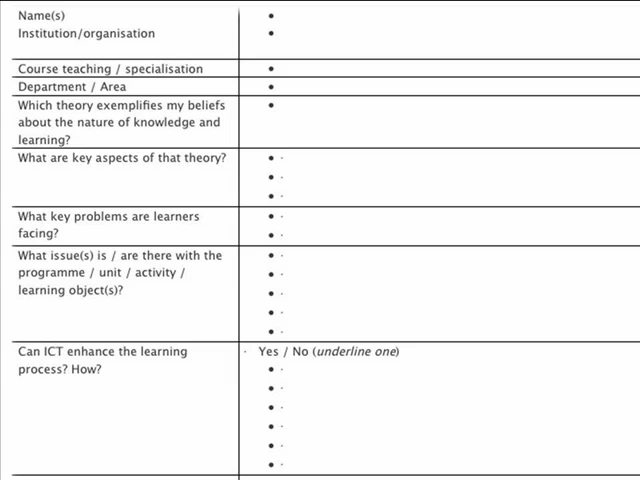 Name(s)
Institution/organisation
Course teaching / specialisation
Department / Area
Which theory exemplifies my beliefs
about the nature of knowledge and
learning?
What are key aspects of that theory?
What key problems are learners
facing?
What issue(s) is / are there with the
programme / unit / activity /
learning object(s)?
Can ICT enhance the learning
process? How?
Yes / No (underline one)